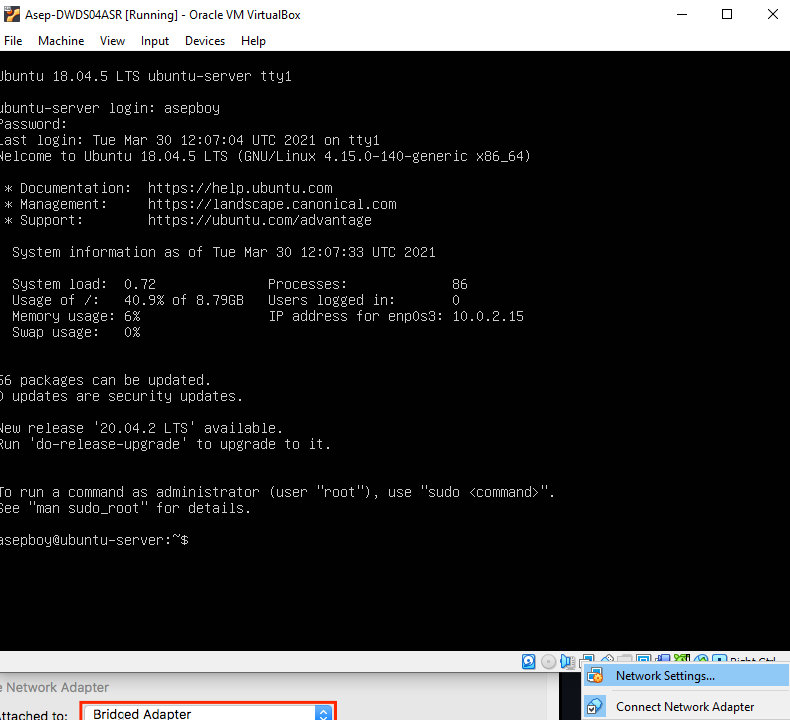 Asep-DWDS04ASR [Running] - Oracle VM VirtualBox
File Machine View Input Devices Help
Ubuntu 18.04.5 LTS ubuntu-server tty1
ubuntu-server login: asepboy
Password:
Last login: Tue Mar 30 12:07:04 UTC 2021 on tty1
Welcome to Ubuntu 18.04.5 LTS (GNU/Linux 4.15.0-140-generic x86_64)
* Documentation: https://help.ubuntu.com
* Management: https://landscape.canonical.com
* Support: https://ubuntu.com/advantage
System information as of Tue Mar 30 12:07:33 UTC 2021
System load: 0.72 Processes: 86
Usage of /: 40.9% of 8.79GB Users logged in: 0
Memory usage: 6% IP address for enp0s3: 10.0.2.15
Swap usage: 0%
56 packages can be updated.
0 updates are security updates.
New release '20.04.2 LTS' available.
Run 'do-release-upgrade' to upgrade to it.
To run a command as administrator (user "root"), use "sudo <command>".
See "man sudo_root" for details.
asepboy@ubuntu-server:~$
Right Ctrl
Network Settings...
Connect Network Adapter
e Network Adapter
Attached to: Bridced Adapter